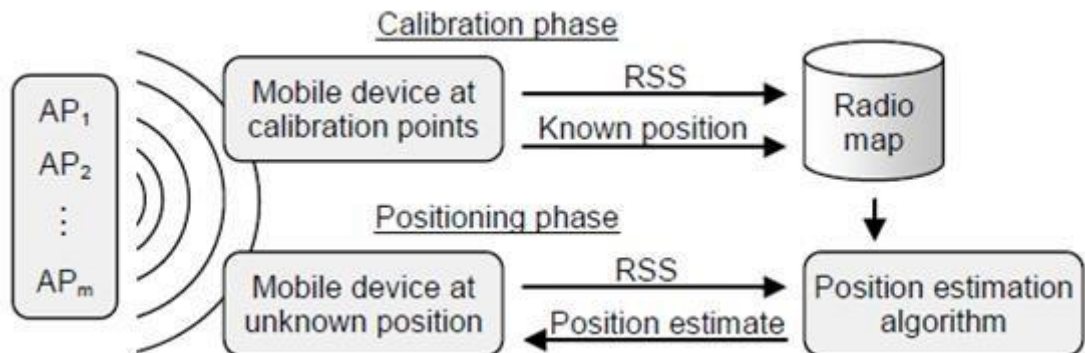 Calibration phase
AP1
AP2
⋮
APm
Mobile device at
calibration points
RSS
Known position
Radio
map
Positioning phase
Mobile device at
unknown position
RSS
Position estimate
Position estimation
algorithm